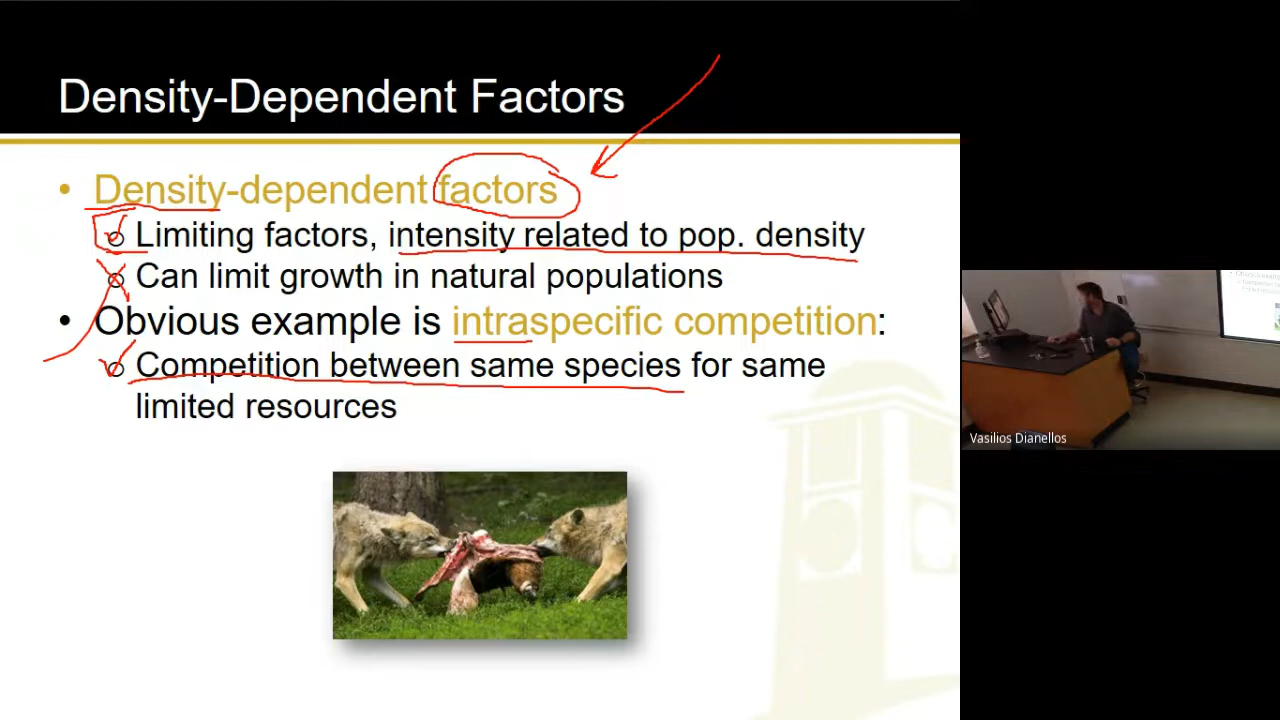 Density-Dependent Factors
• Density-dependent factors
o Limiting factors, intensity related to pop. density
o Can limit growth in natural populations
• Obvious example is intraspecific competition:
o Competition between same species for same
limited resources
Vasilios Dianellos